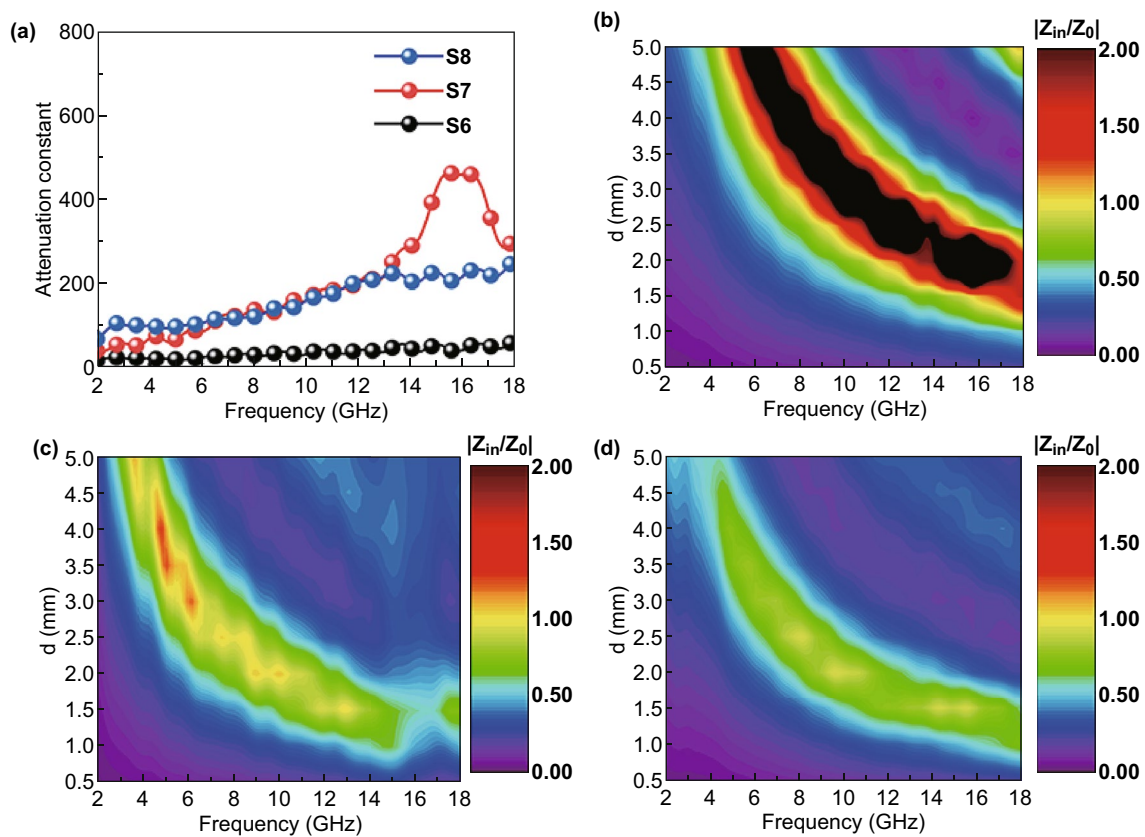 (a)
800
600
400
200
0
Attenuation constant
S8
S7
S6
2 4 6 8 10 12 14 16 18
Frequency (GHz)
(b)
|Zin/Z0|
5.0
4.5
4.0
3.5
3.0
2.5
2.0
1.5
1.0
0.5
d (mm)
2 4 6 8 10 12 14 16 18
Frequency (GHz)
2.00
1.50
1.00
0.50
0.00
(c)
|Zin/Z0|
5.0
4.5
4.0
3.5
3.0
2.5
2.0
1.5
1.0
0.5
d (mm)
2 4 6 8 10 12 14 16 18
Frequency (GHz)
2.00
1.50
1.00
0.50
0.00
(d)
|Zin/Z0|
5.0
4.5
4.0
3.5
3.0
2.5
2.0
1.5
1.0
0.5
d (mm)
2 4 6 8 10 12 14 16 18
Frequency (GHz)
2.00
1.50
1.00
0.50
0.00